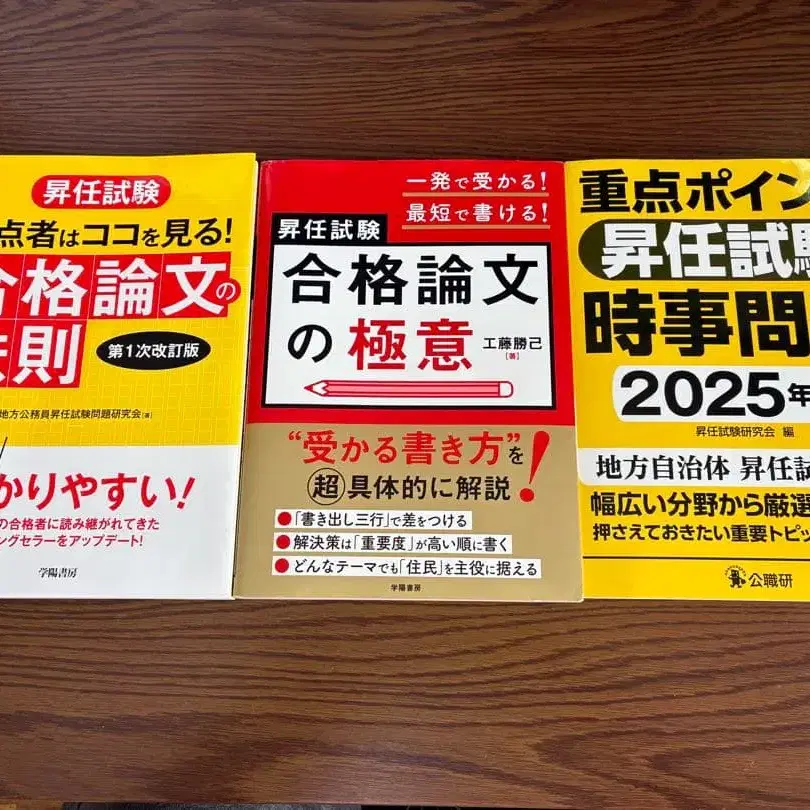 昇任試験
点者はココを見る!
合格論文の
法則
第1次改訂版
地方公務員昇任試験問題研究会[著]
かりやすい!
の合格者に読み継がれてきた
ングセラーをアップデート!
学陽書房
一発で受かる!
最短で書ける!
昇任試験
合格論文
の極意
工藤勝己
[著]
"受かる書き方"を
超具体的に解説!
●「書き出し三行」で差をつける
●解決策は「重要度」が高い順に書く
●どんなテーマでも「住民」を主役に据える
学陽書房
重点ポイン
昇任試験
時事問
2025年
昇任試験研究会 編
地方自治体 昇任試
幅広い分野から厳選
押さえておきたい重要トピッ
公職研